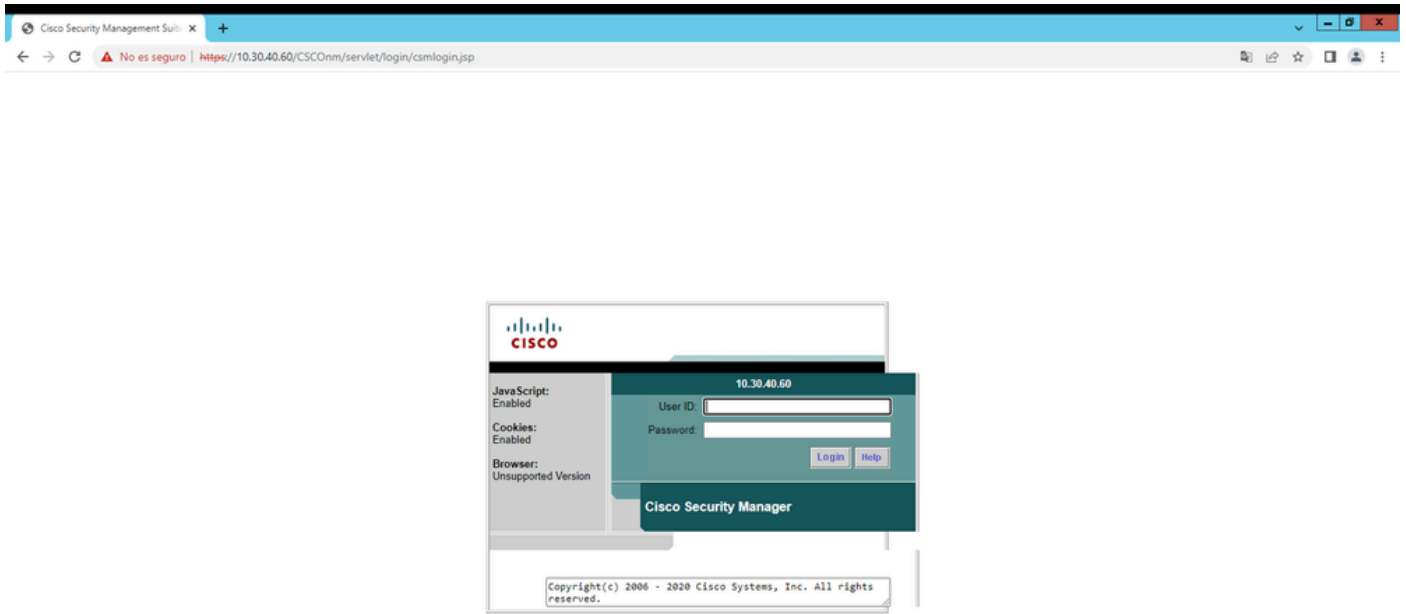 Cisco Security Management Suit
No es seguro | https://10.30.40.60/CSCOnm/servlet/login/csmlogin.jsp
CISCO
10.30.40.60
JavaScript:
Enabled
User ID:
Cookies:
Enabled
Password:
Login Help
Browser:
Unsupported Version
Cisco Security Manager
Copyright(c) 2006 - 2020 Cisco Systems, Inc. All rights
reserved.